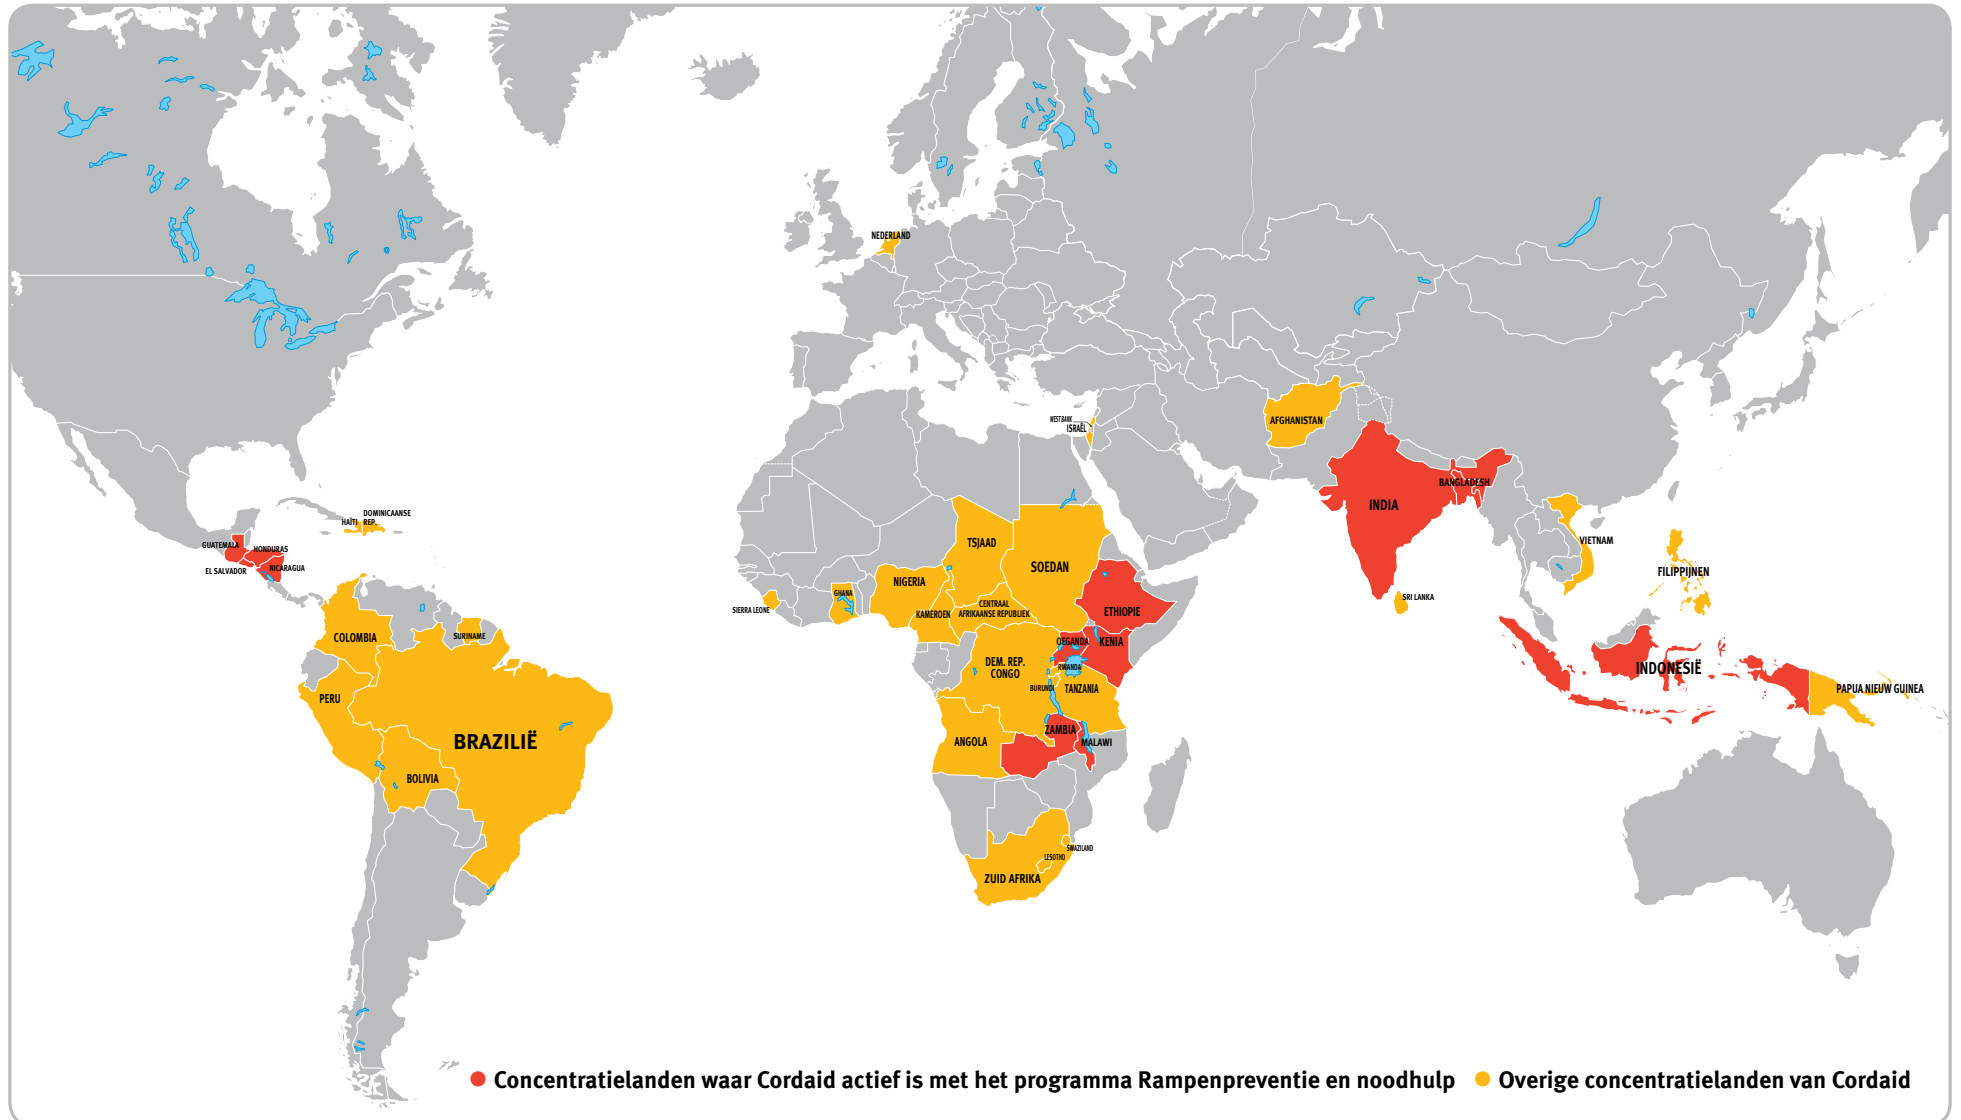 NEDERLAND
WEST BANK
ISRAËL
AFGHANISTAN
BANGLADESH
INDIA
DOMINICAANSE
HAÏTI REP.
GUATEMALA
HONDURAS
EL SALVADOR
NICARAGUA
TSJAAD
SOEDAN
VIETNAM
FILIPPIJNEN
NIGERIA
GHANA
SIERRA LEONE
KAMEROEN
CENTRAAL
AFRIKAANSE REPUBLIEK
ETHIOPIE
SRI LANKA
COLOMBIA
SURINAME
OEGANDA
KENIA
DEM. REP.
CONGO
RWANDA
BURUNDI
TANZANIA
INDONESIË
PAPUA NIEUW GUINEA
PERU
BRAZILIË
BOLIVIA
ANGOLA
ZAMBIA
MALAWI
SWAZILAND
LESOTHO
ZUID AFRIKA
Concentratielanden waar Cordaid actief is met het programma Rampenpreventie en noodhulp
Overige concentratielanden van Cordaid